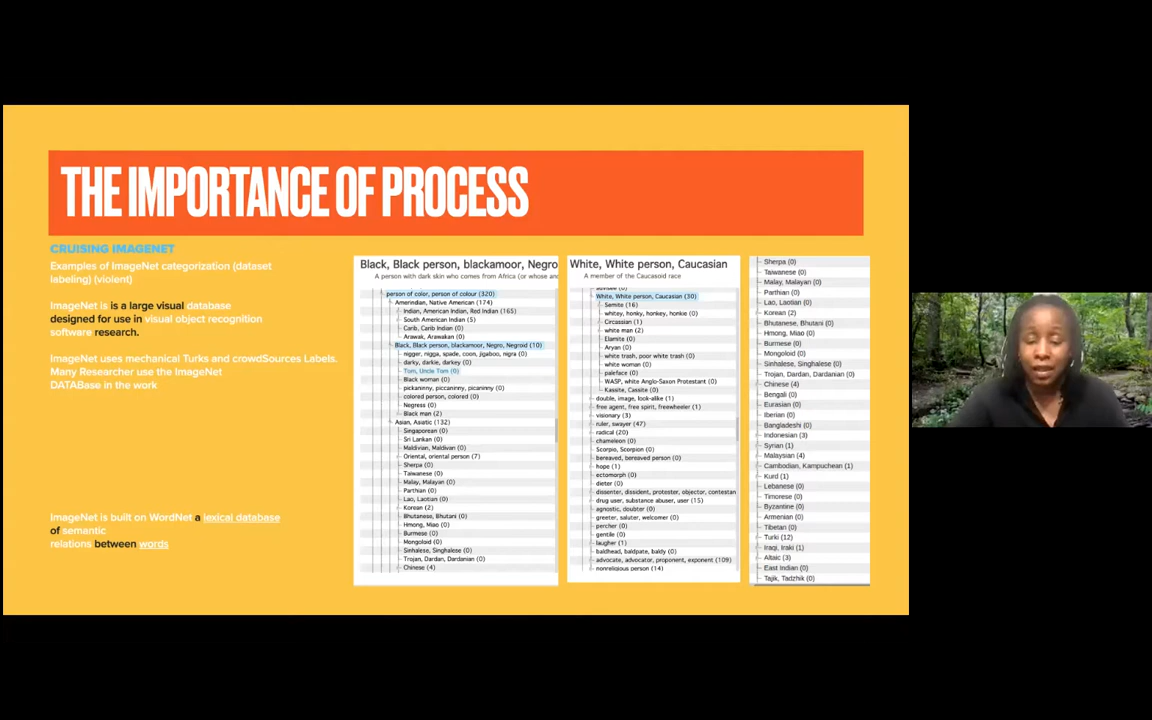 THE IMPORTANCE OF PROCESS
CRUISING IMAGENET
Examples of ImageNet categorization (dataset
labeling) (violent)
ImageNet is is a large visual database
designed for use in visual object recognition
software research.
ImageNet uses mechanical Turks and crowdSources Labels.
Many Researcher use the ImageNet
DATABase in the work
ImageNet is built on WordNet a lexical database
of semantic
relations between words
Black, Black person, blackamoor, Negro
A person with dark skin who comes from Africa (or whose an
person of color, person of colour (320)
Amerindian, Native American (174)
Indian, American Indian, Red Indian (165)
South American Indian (5)
Carib, Carib Indian (0)
Arawak, Arawakan (0)
Black, Black person, blackamoor, Negro, Negroid (10)
nigger, nigga, spade, coon, jigaboo, nigra (0)
darky, darkie, darkey (0)
Tom, Uncle Tom (0)
Black woman (0)
pickaninny, piccaninny, picaninny (0)
colored person, colored (0)
Negress (0)
Black man (2)
Asian, Asiatic (132)
Singaporean (0)
Sri Lankan (0)
Maldivian, Maldivan (0)
Oriental, oriental person (7)
Sherpa (0)
Taiwanese (0)
Malay, Malayan (0)
Parthian (0)
Lao, Laotian (0)
Korean (2)
Bhutanese, Bhutani (0)
Hmong, Miao (0)
Burmese (0)
Mongoloid (0)
Sinhalese, Singhalese (0)
Trojan, Dardan, Dardanian (0)
Chinese (4)
White, White person, Caucasian
A member of the Caucasoid race
White, White person, Caucasian (30)
Semite (16)
whitey, honky, honkey, honkie (0)
Circassian (1)
white man (2)
Elamite (0)
Aryan (0)
white trash, poor white trash (0)
white woman (0)
paleface (0)
WASP, white Anglo-Saxon Protestant (0)
Kassite, Cassite (0)
double, image, look-alike (1)
free agent, free spirit, freewheeler (1)
visionary (3)
ruler, swayer (47)
radical (20)
chameleon (0)
Scorpio, Scorpion (0)
bereaved, bereaved person (0)
hope (1)
ectomorph (0)
dieter (0)
dissenter, dissident, protester, objector, contestan
drug user, substance abuser, user (15)
agnostic, doubter (0)
greeter, saluter, welcomer (0)
percher (0)
gentile (0)
laugher (1)
baldhead, baldpate, baldy (0)
advocate, advocator, proponent, exponent (109)
nonreligious person (14)
Sherpa (0)
Taiwanese (0)
Malay, Malayan (0)
Parthian (0)
Lao, Laotian (0)
Korean (2)
Bhutanese, Bhutani (0)
Hmong, Miao (0)
Burmese (0)
Mongoloid (0)
Sinhalese, Singhalese (0)
Trojan, Dardan, Dardanian (0)
Chinese (4)
Bengali (0)
Eurasian (0)
Iberian (0)
Bangladeshi (0)
Indonesian (3)
Syrian (1)
Malaysian (4)
Cambodian, Kampuchean (1)
Kurd (1)
Lebanese (0)
Timorese (0)
Byzantine (0)
Armenian (0)
Tibetan (0)
Turki (12)
Iraqi, Iraki (1)
Altaic (3)
East Indian (0)
Tajik, Tadzhik (0)